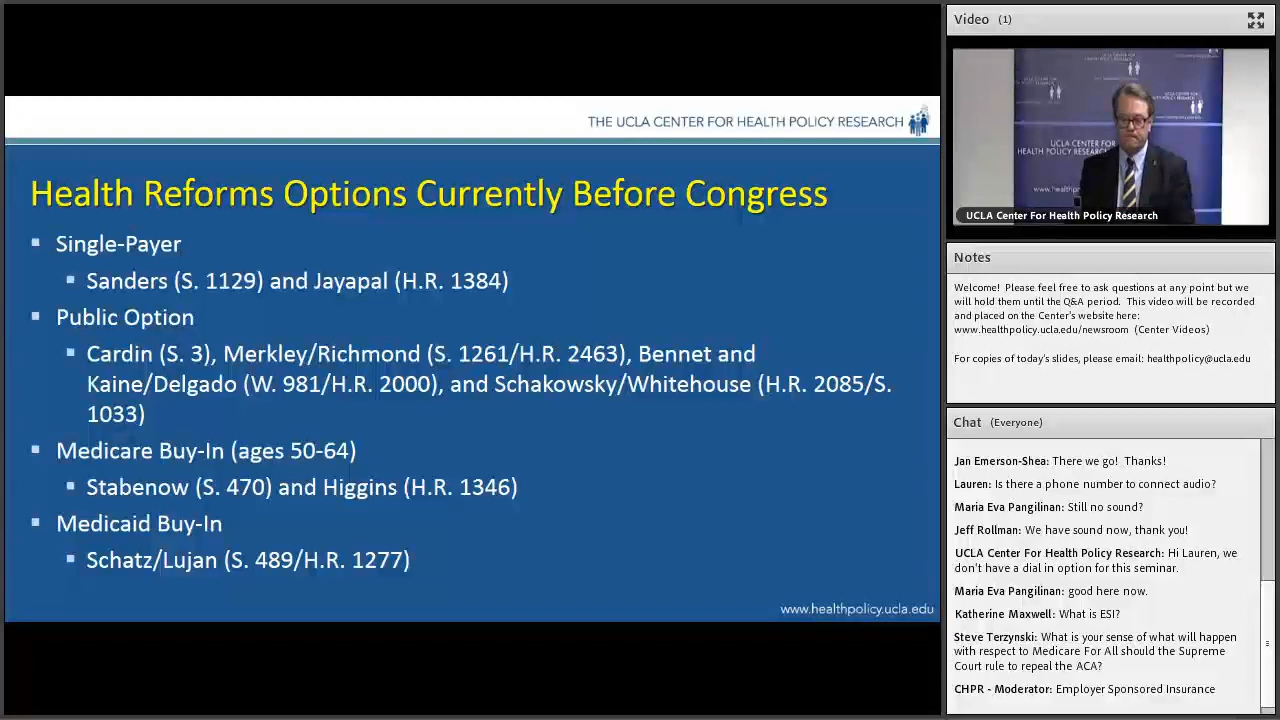 THE UCLA CENTER FOR HEALTH POLICY RESEARCH
Health Reforms Options Currently Before Congress
Single-Payer
Sanders (S. 1129) and Jayapal (H.R. 1384)
Public Option
Cardin (S. 3), Merkley/Richmond (S. 1261/H.R. 2463), Bennet and
Kaine/Delgado (W. 981/H.R. 2000), and Schakowsky/Whitehouse (H.R. 2085/S.
1033)
Medicare Buy-In (ages 50-64)
Stabenow (S. 470) and Higgins (H.R. 1346)
Medicaid Buy-In
Schatz/Lujan (S. 489/H.R. 1277)
www.healthpolicy.ucla.edu
Video (1)
UCLA CENTER FOR
HEALTH POLICY RESEARCH
UCLA Center For Health Policy Research
Notes
Welcome! Please feel free to ask questions at any point but we
will hold them until the Q&A period. This video will be recorded
and placed on the Center's website here:
www.healthpolicy.ucla.edu/newsroom (Center Videos)
For copies of today's slides, please email: healthpolicy@ucla.edu
Chat (Everyone)
Jan Emerson-Shea: There we go! Thanks!
Lauren: Is there a phone number to connect audio?
Maria Eva Pangilinan: Still no sound?
Jeff Rollman: We have sound now, thank you!
UCLA Center For Health Policy Research: Hi Lauren, we
don't have a dial in option for this seminar.
Maria Eva Pangilinan: good here now.
Katherine Maxwell: What is ESI?
Steve Terzynski: What is your sense of what will happen
with respect to Medicare For All should the Supreme
Court rule to repeal the ACA?
CHPR - Moderator: Employer Sponsored Insurance